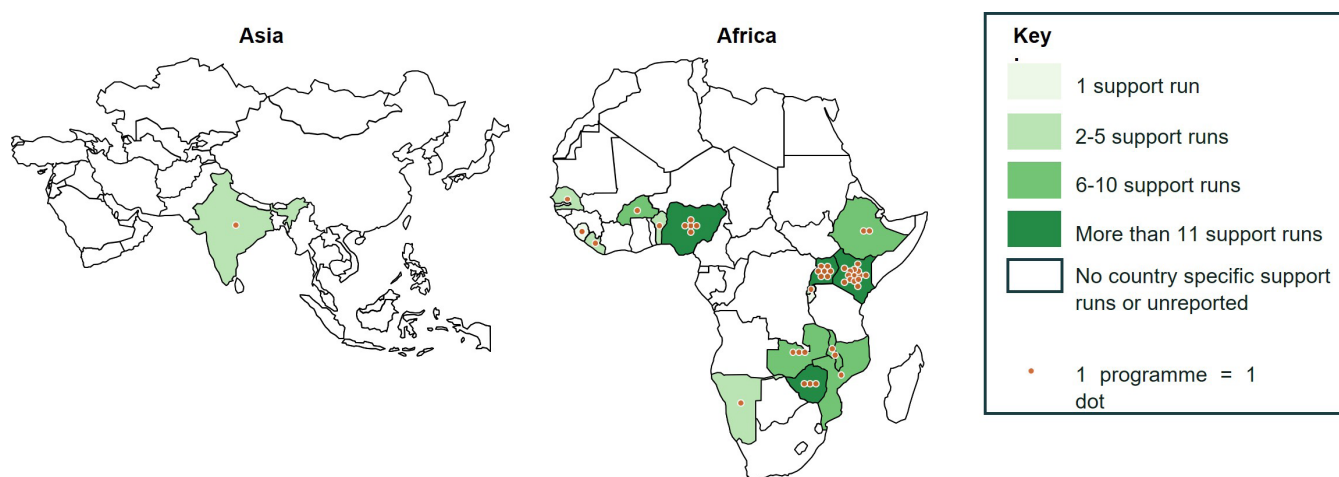 Asia
Africa
Key
.
1 support run
2-5 support runs
6-10 support runs
More than 11 support runs
No country specific support
runs or unreported
1 programme = 1
dot